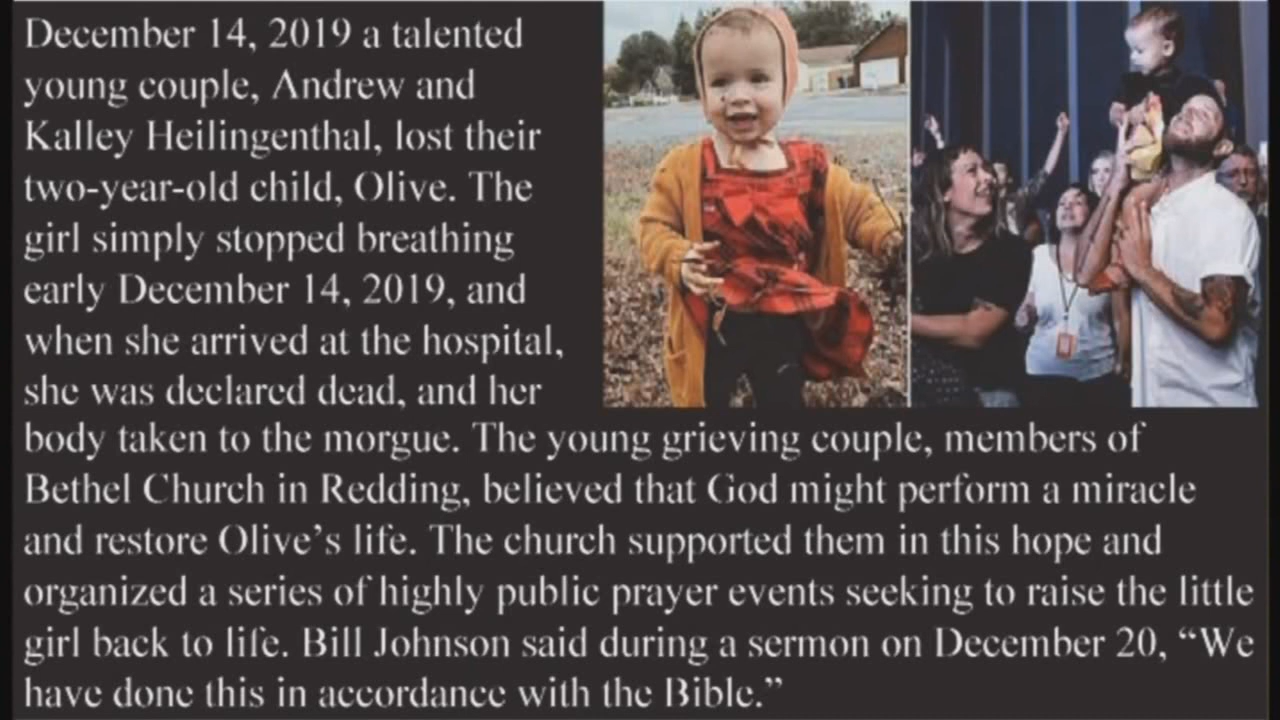 December 14, 2019 a talented
young couple, Andrew and
Kalley Heilingenthal, lost their
two-year-old child, Olive. The
girl simply stopped breathing
early December 14, 2019, and
when she arrived at the hospital,
she was declared dead, and her
body taken to the morgue. The young grieving couple, members of
Bethel Church in Redding, believed that God might perform a miracle
and restore Olive’s life. The church supported them in this hope and
organized a series of highly public prayer events seeking to raise the little
girl back to life. Bill Johnson said during a sermon on December 20, “We
have done this in accordance with the Bible.”